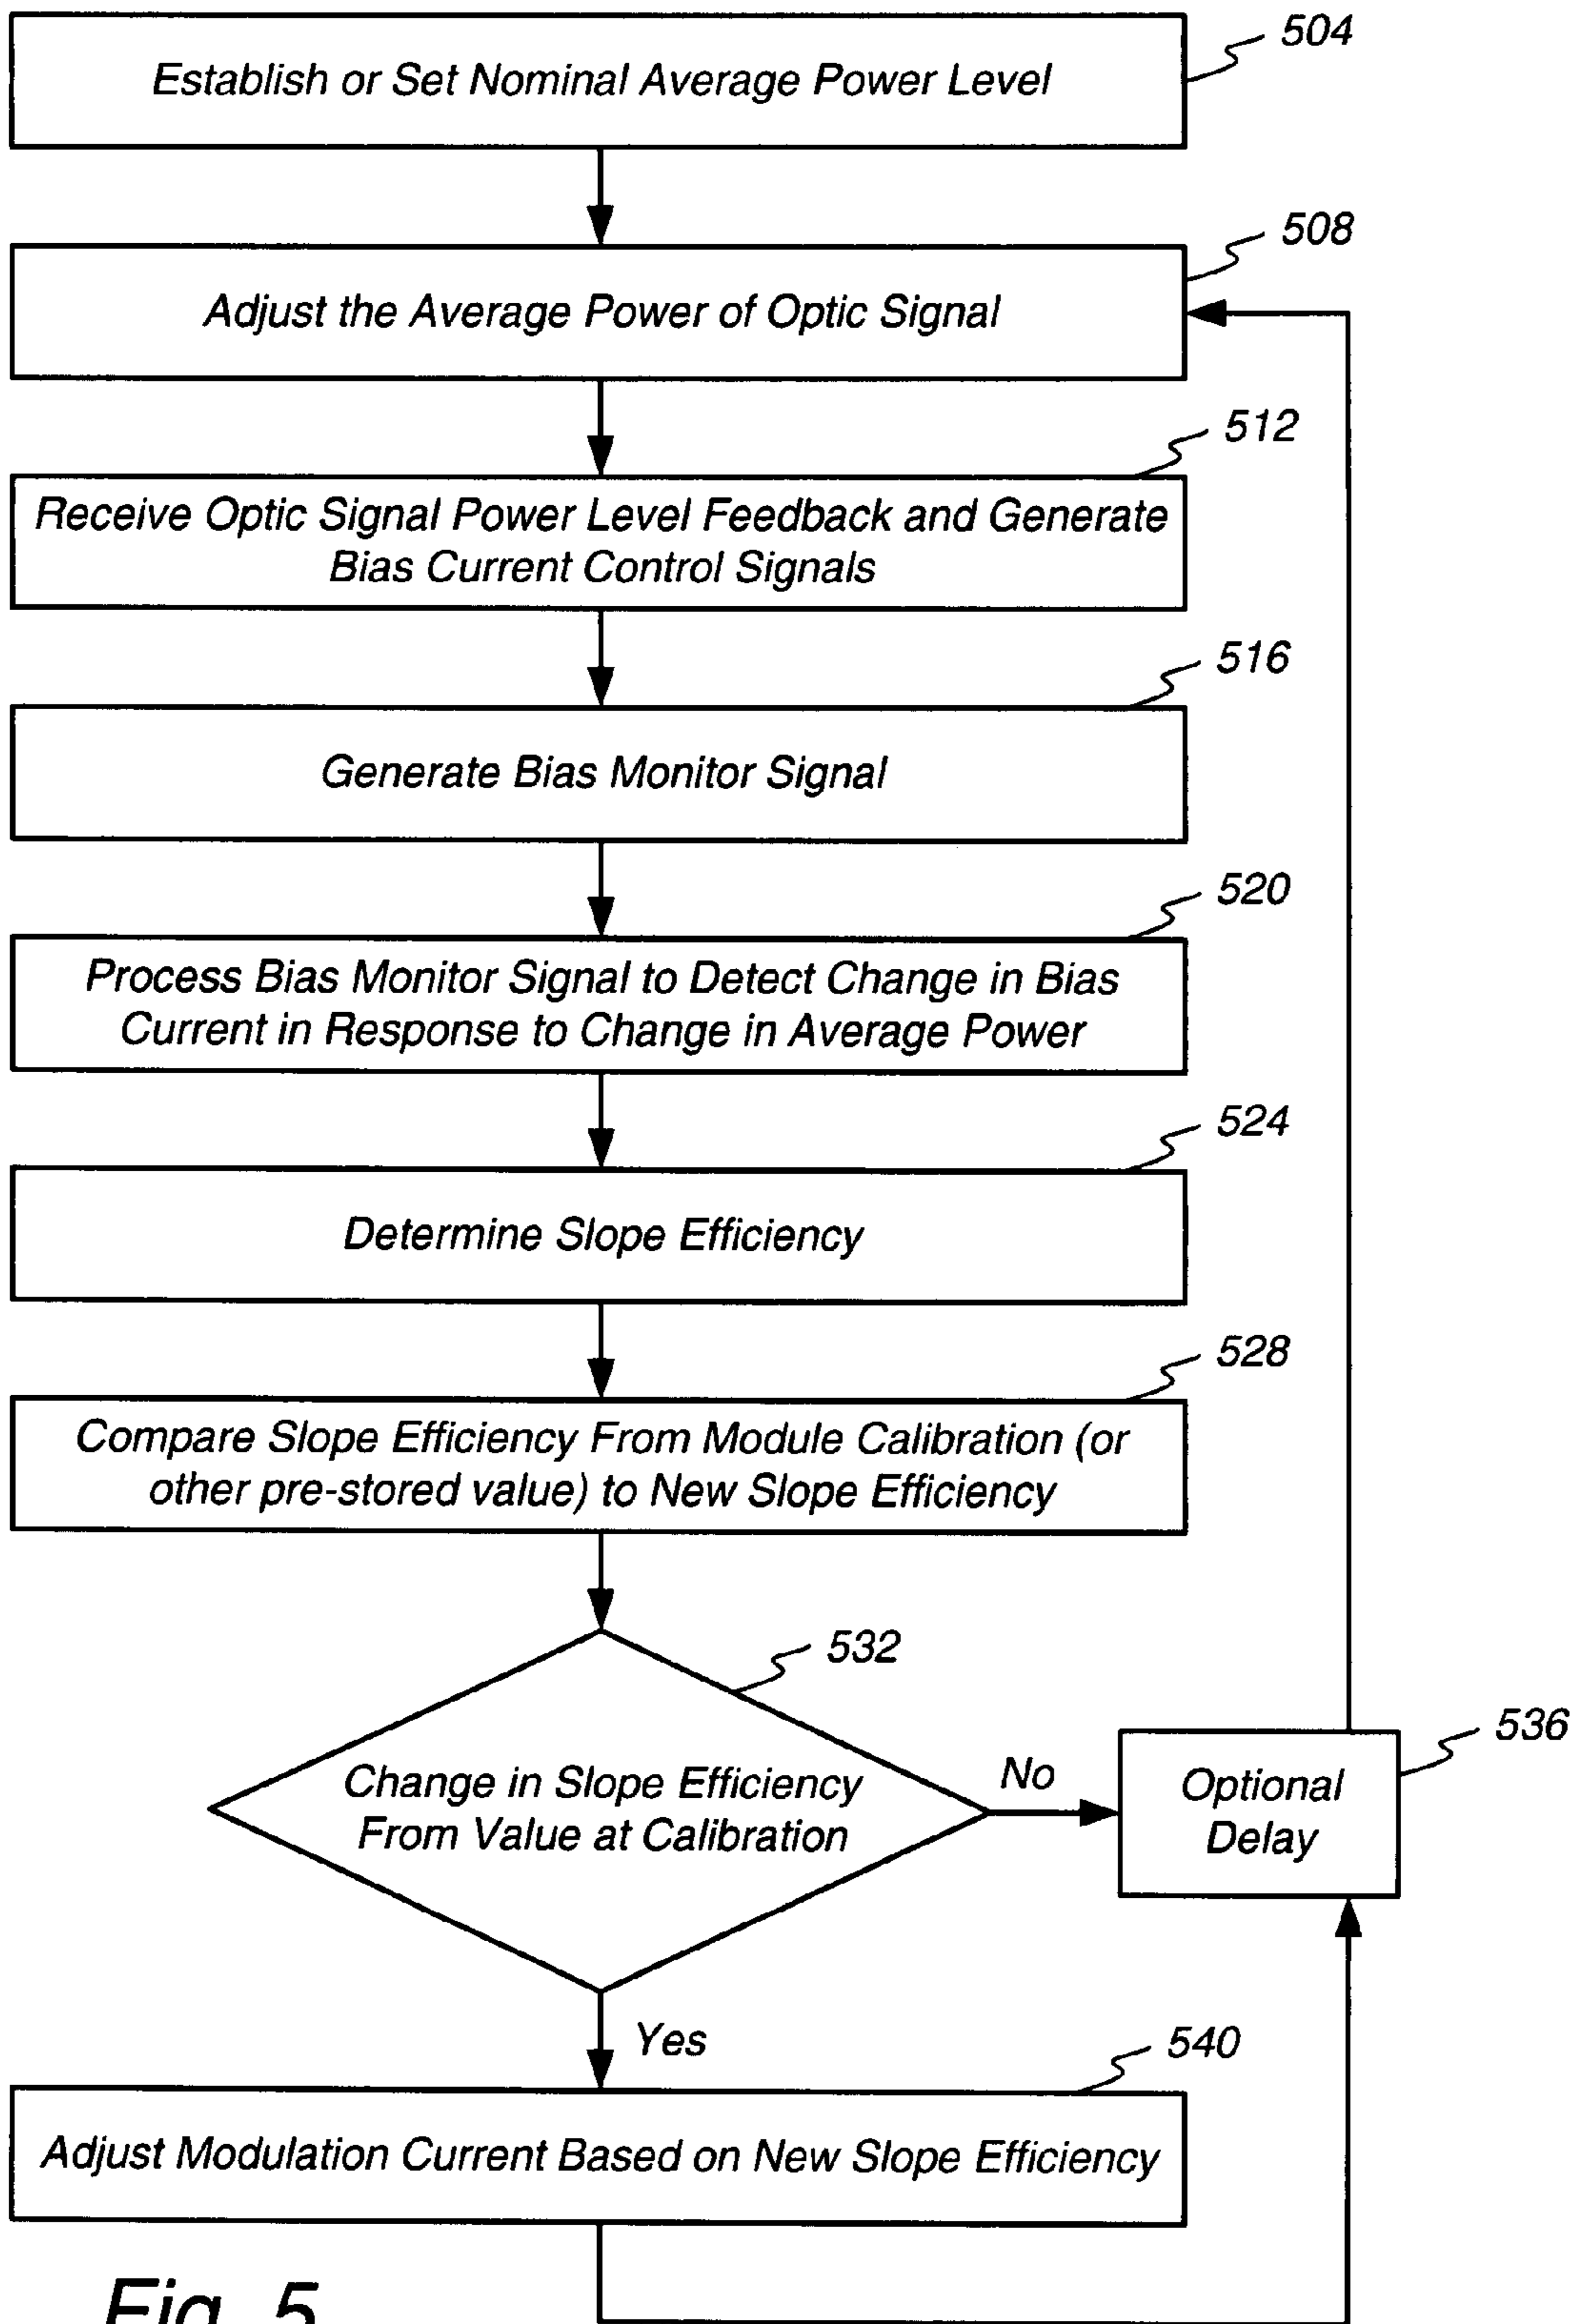 504
Establish or Set Nominal Average Power Level
508
Adjust the Average Power of Optic Signal
512
Receive Optic Signal Power Level Feedback and Generate
Bias Current Control Signals
516
Generate Bias Monitor Signal
520
Process Bias Monitor Signal to Detect Change in Bias
Current in Response to Change in Average Power
524
Determine Slope Efficiency
528
Compare Slope Efficiency From Module Calibration (or
other pre-stored value) to New Slope Efficiency
532
Change in Slope Efficiency
From Value at Calibration
No
536
Optional
Delay
Yes
540
Adjust Modulation Current Based on New Slope Efficiency
Fig. 5